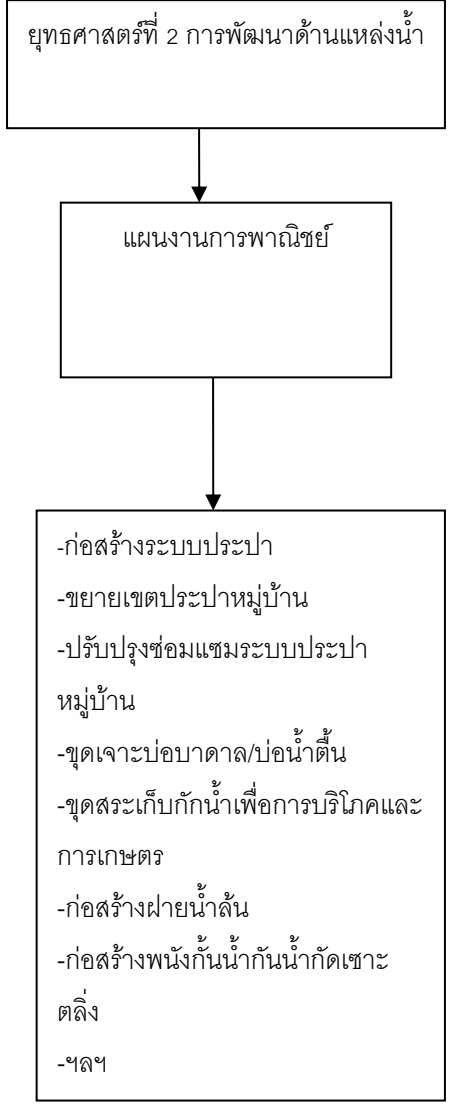 ยุทธศาสตร์ที่ 2 การพัฒนาด้านแหล่งน้ำ
แผนงานการพาณิชย์
-ก่อสร้างระบบประปา
-ขยายเขตประปาหมู่บ้าน
-ปรับปรุงซ่อมแซมระบบประปา
หมู่บ้าน
-ขุดเจาะบ่อบาดาล/บ่อน้ำตื้น
-ขุดสระเก็บกักน้ำเพื่อการบริโภคและ
การเกษตร
-ก่อสร้างฝายน้ำล้น
-ก่อสร้างพนังกั้นน้ำกันน้ำกัดเซาะ
ตลิ่ง
-ฯลฯ